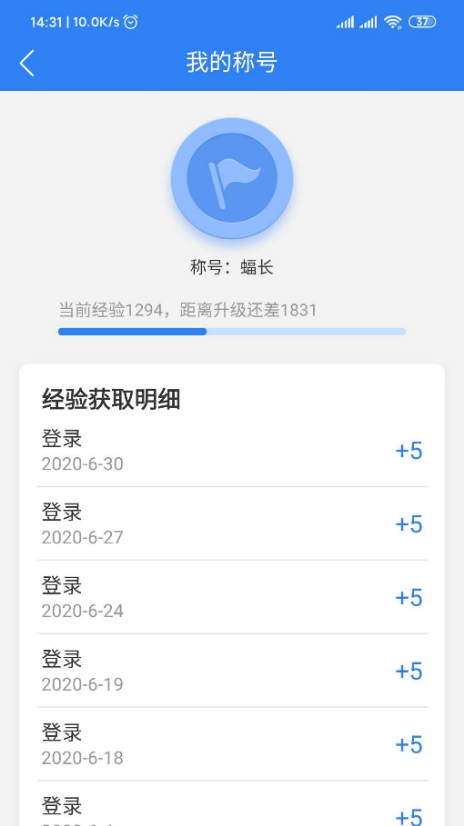 14:31 | 10.0K/s
37
我的称号
称号：蝠长
当前经验1294，距离升级还差1831
经验获取明细
登录
+5
2020-6-30
登录
+5
2020-6-27
登录
+5
2020-6-24
登录
+5
2020-6-19
登录
+5
2020-6-18
登录
+5